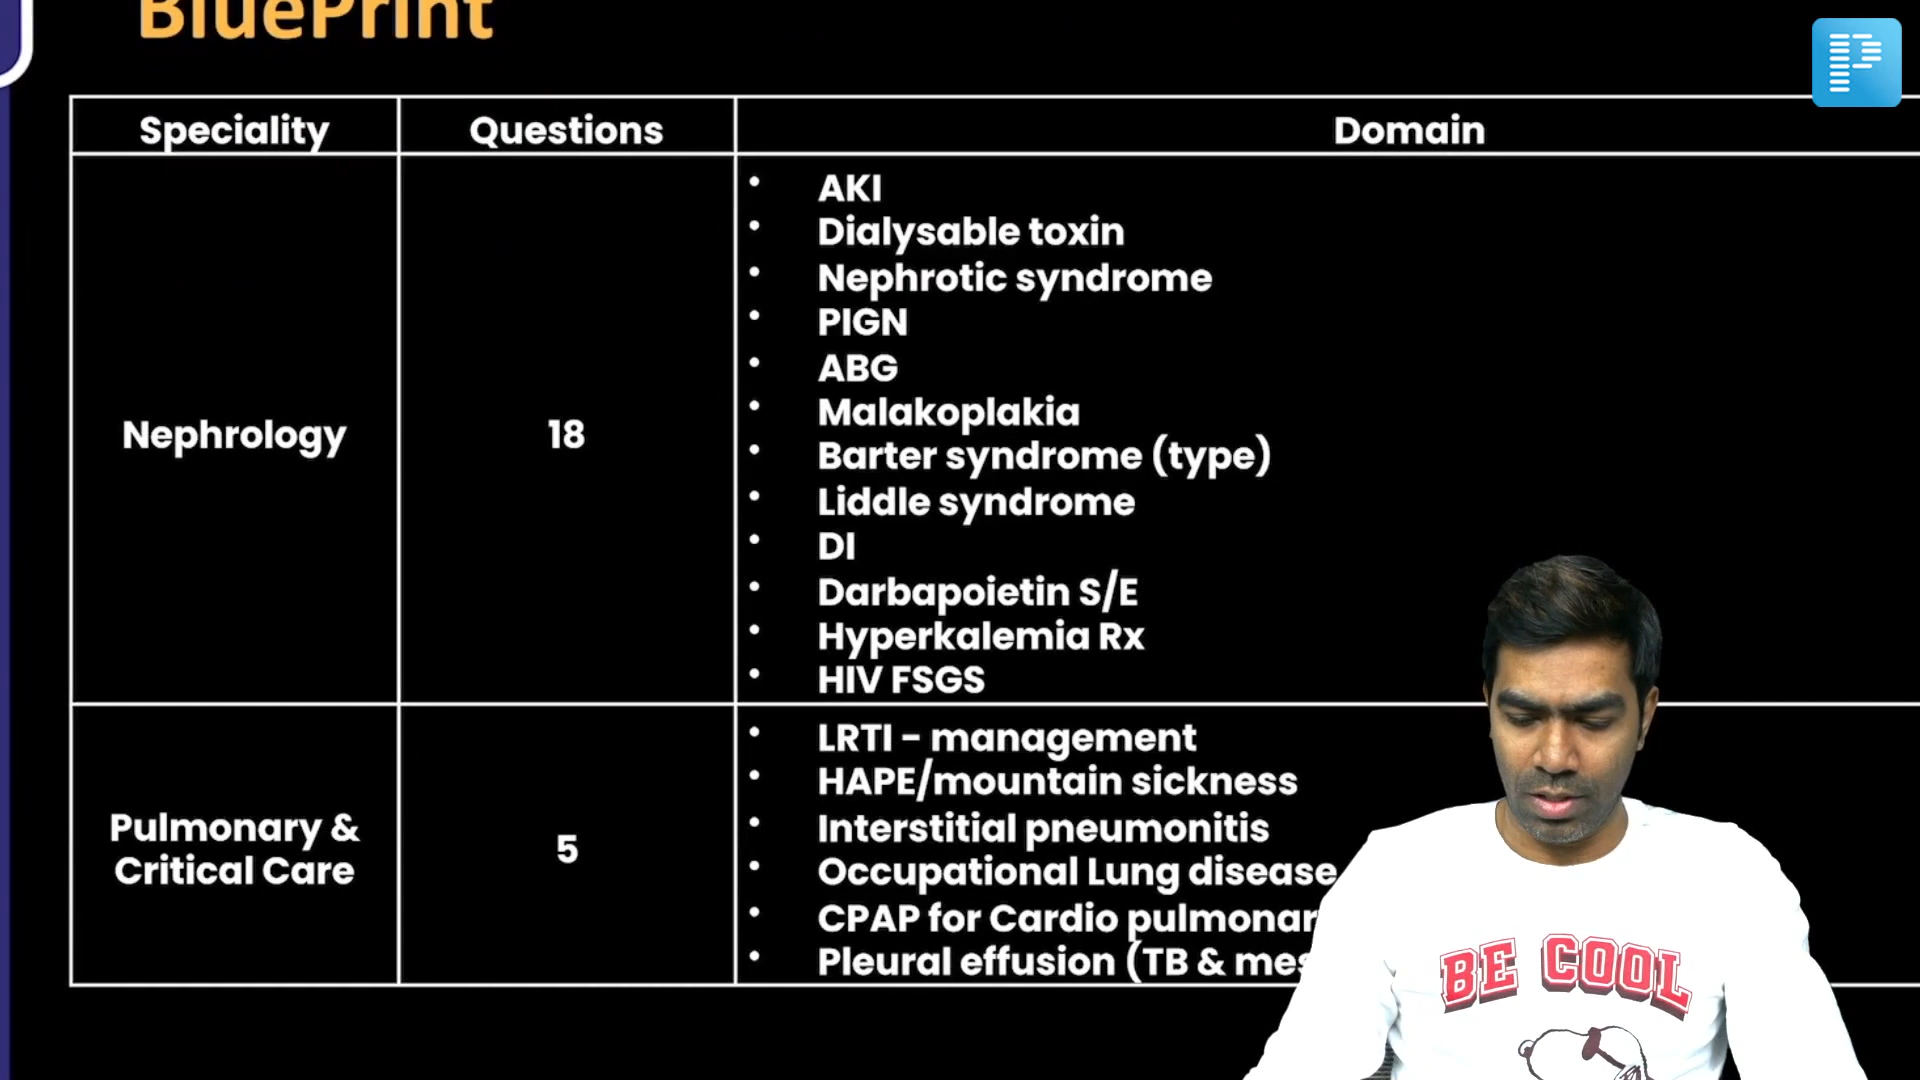 BluePrint
Speciality Questions Domain
Nephrology 18
• AKI
• Dialysable toxin
• Nephrotic syndrome
• PIGN
• ABG
• Malakoplakia
• Barter syndrome (type)
• Liddle syndrome
• DI
• Darbapoietin S/E
• Hyperkalemia Rx
• HIV FSGS
Pulmonary &
Critical Care
5
• LRTI - management
• HAPE/mountain sickness
• Interstitial pneumonitis
• Occupational Lung disease
• CPAP for Cardio
• Pleural effusion (TB &
BE COOL